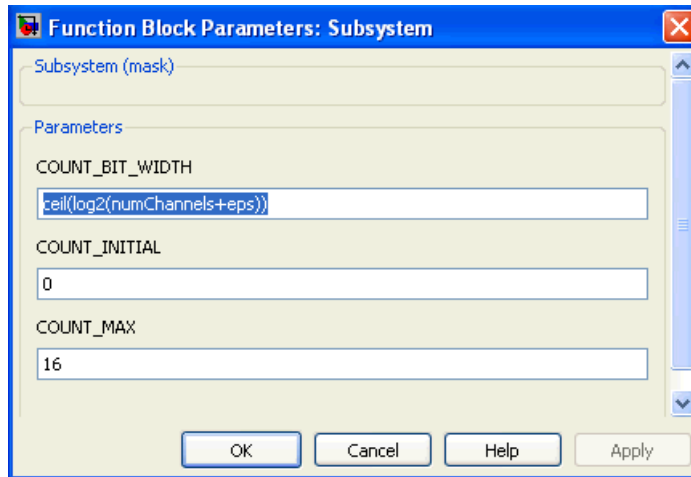 Function Block Parameters: Subsystem
Subsystem (mask)
Parameters
COUNT_BIT_WIDTH
ceil(log2(numChannels+eps))
COUNT_INITIAL
0
COUNT_MAX
16
OK Cancel Help Apply